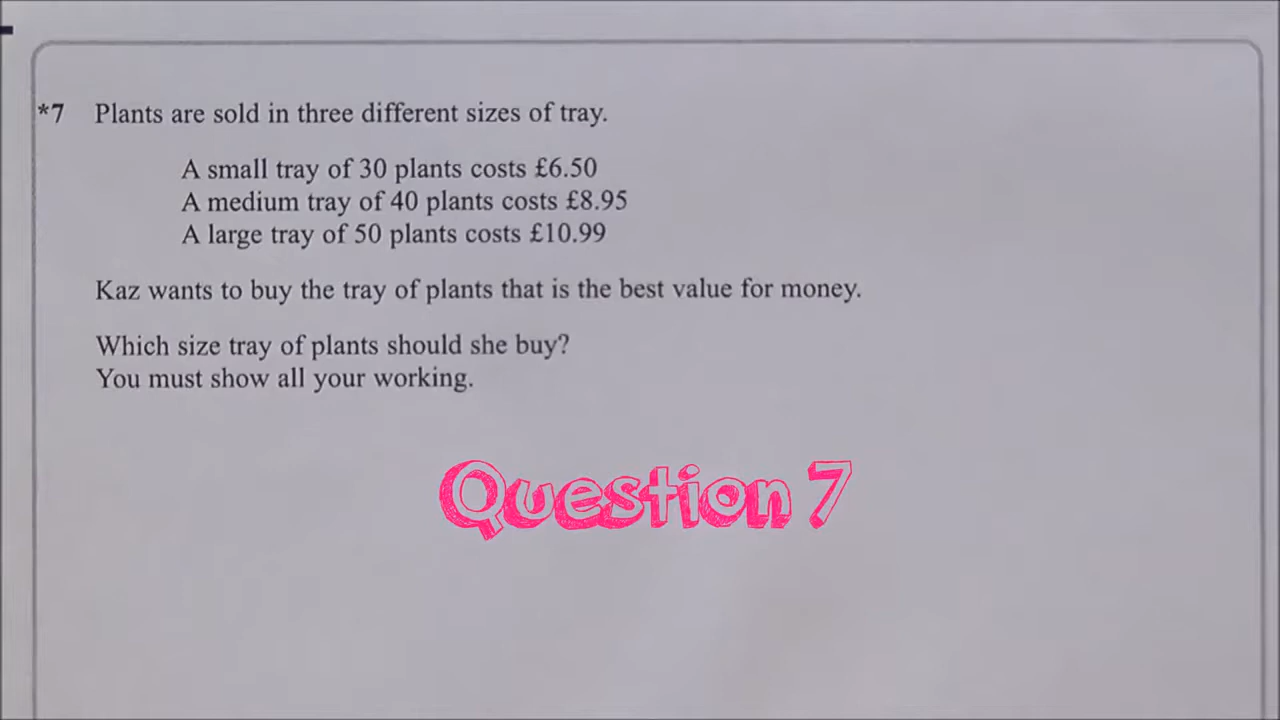 *7 Plants are sold in three different sizes of tray.
A small tray of 30 plants costs £6.50
A medium tray of 40 plants costs £8.95
A large tray of 50 plants costs £10.99
Kaz wants to buy the tray of plants that is the best value for money.
Which size tray of plants should she buy?
You must show all your working.
Question 7